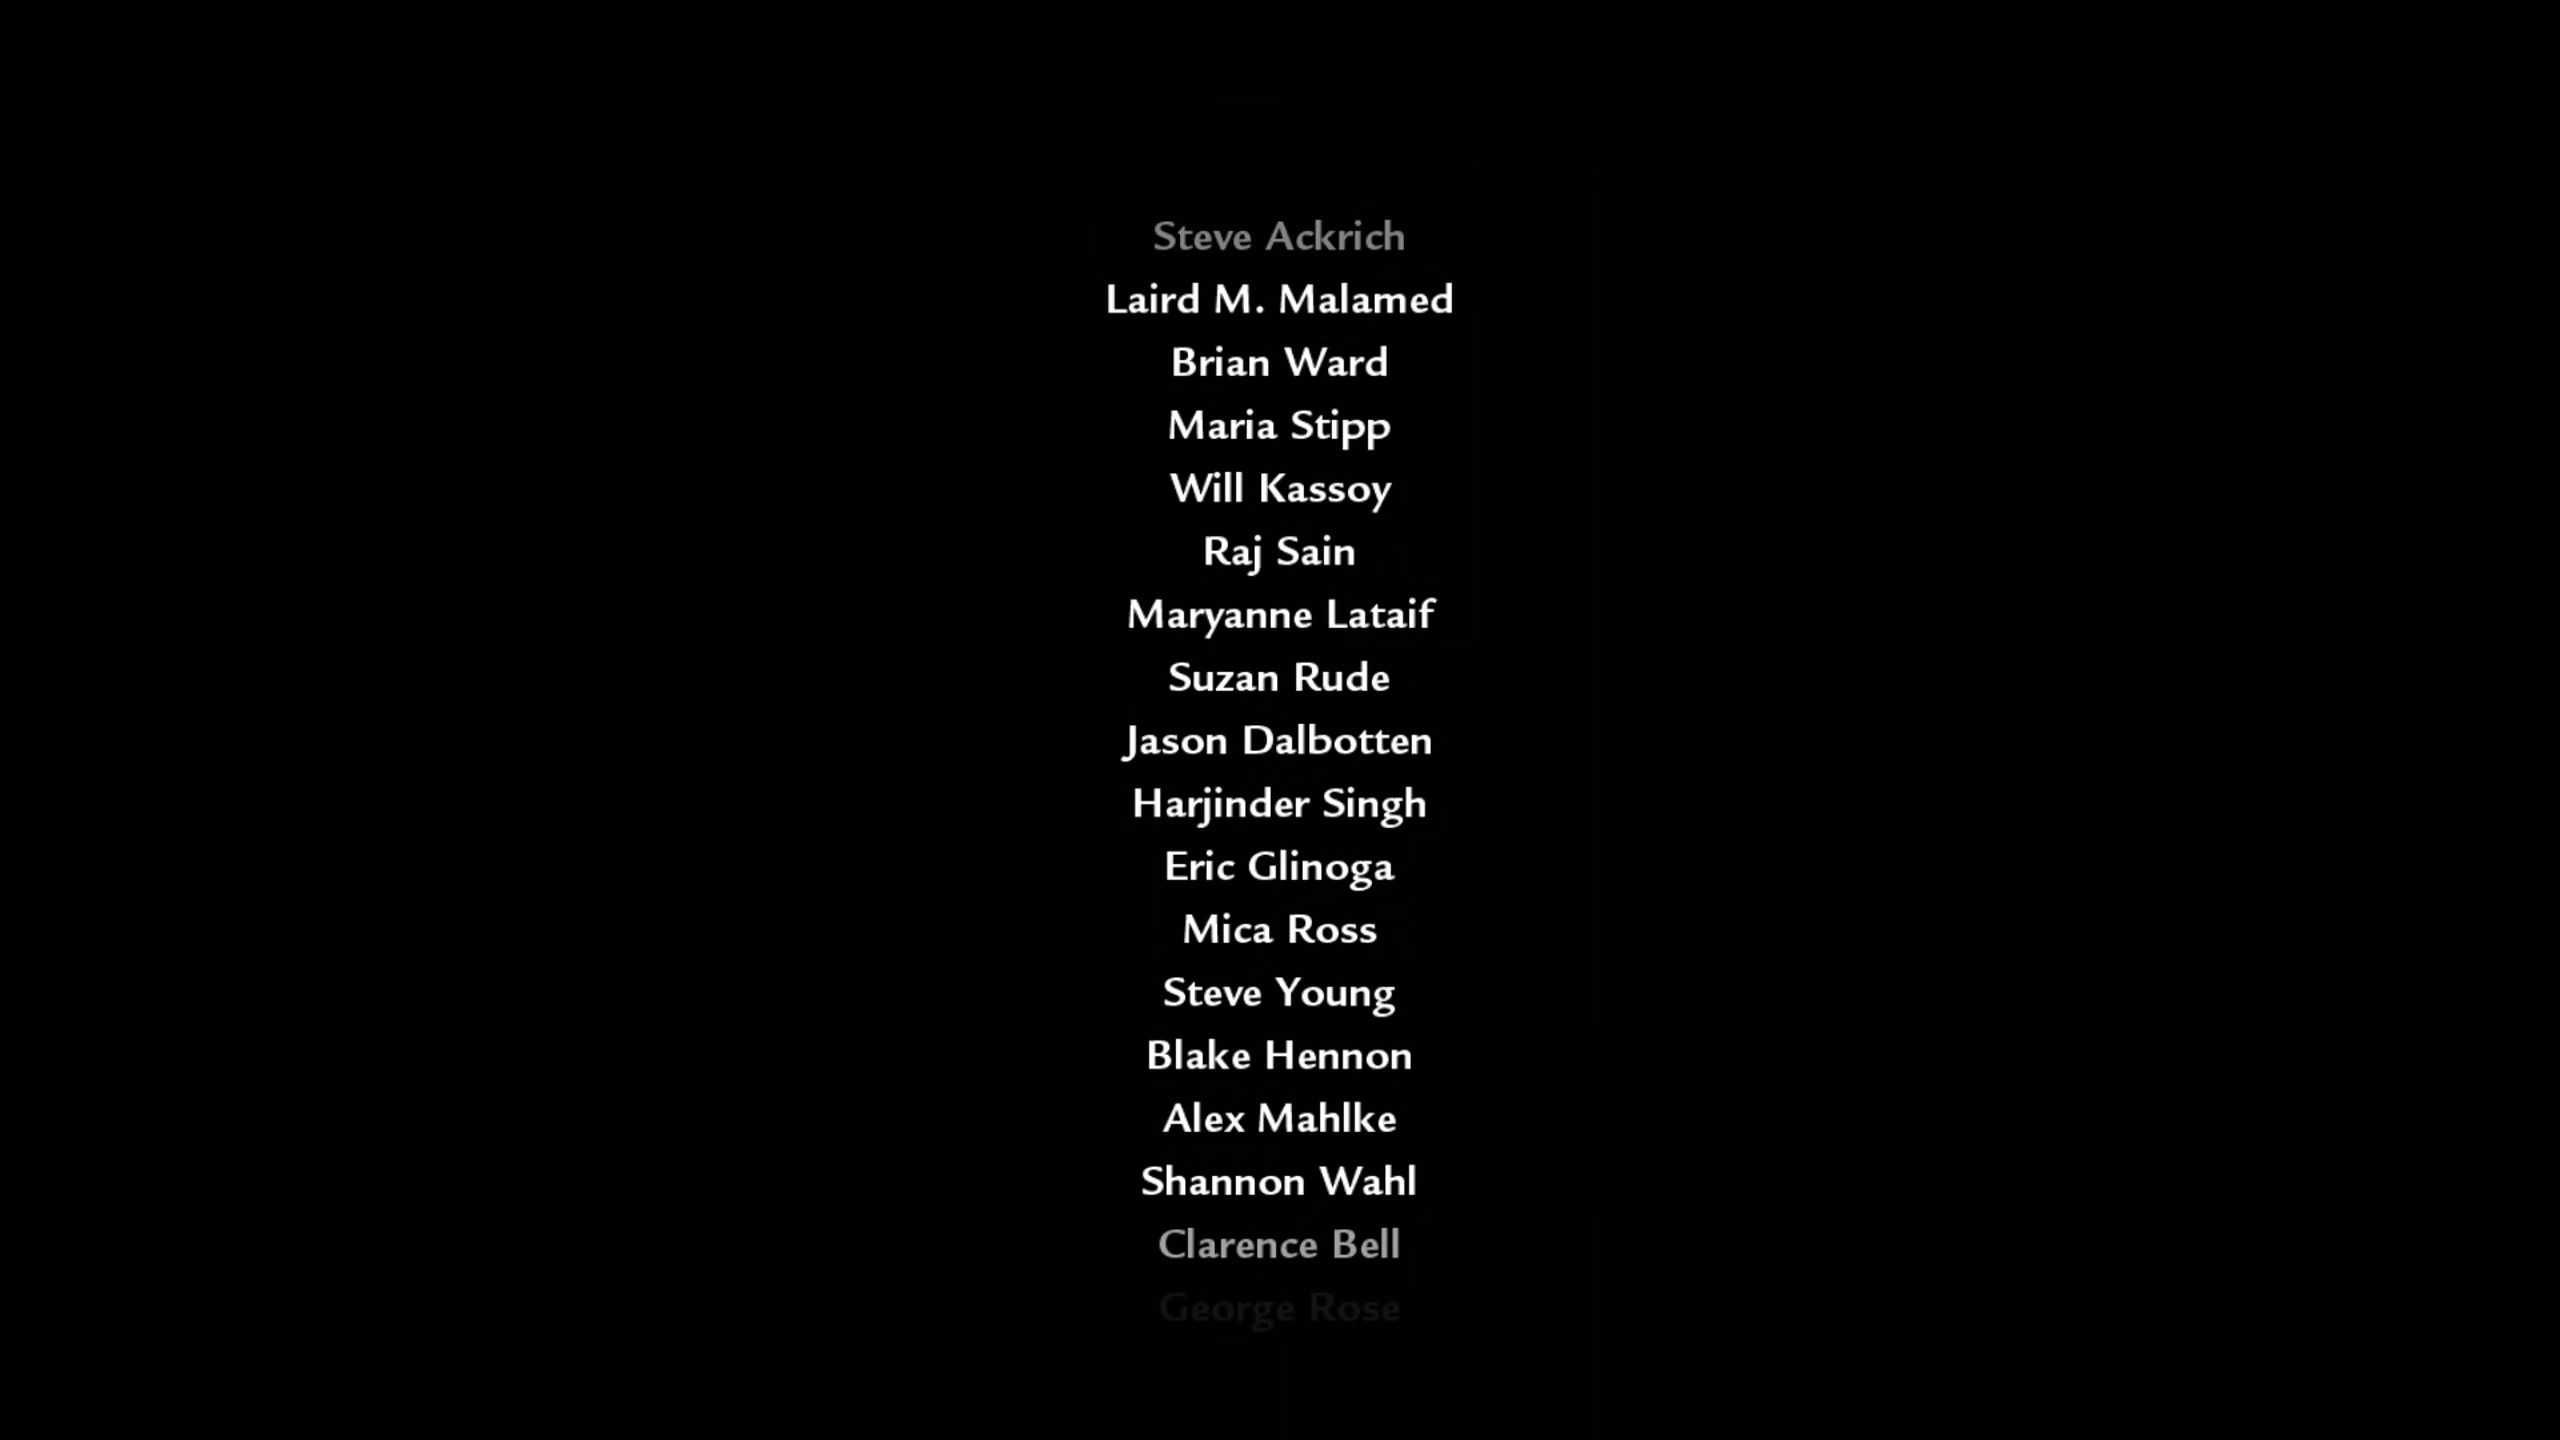 Steve Ackrich
Laird M. Malamed
Brian Ward
Maria Stipp
Will Kassoy
Raj Sain
Maryanne Lataif
Suzan Rude
Jason Dalbotten
Harjinder Singh
Eric Glinoga
Mica Ross
Steve Young
Blake Hennon
Alex Mahlke
Shannon Wahl
Clarence Bell
George Rose